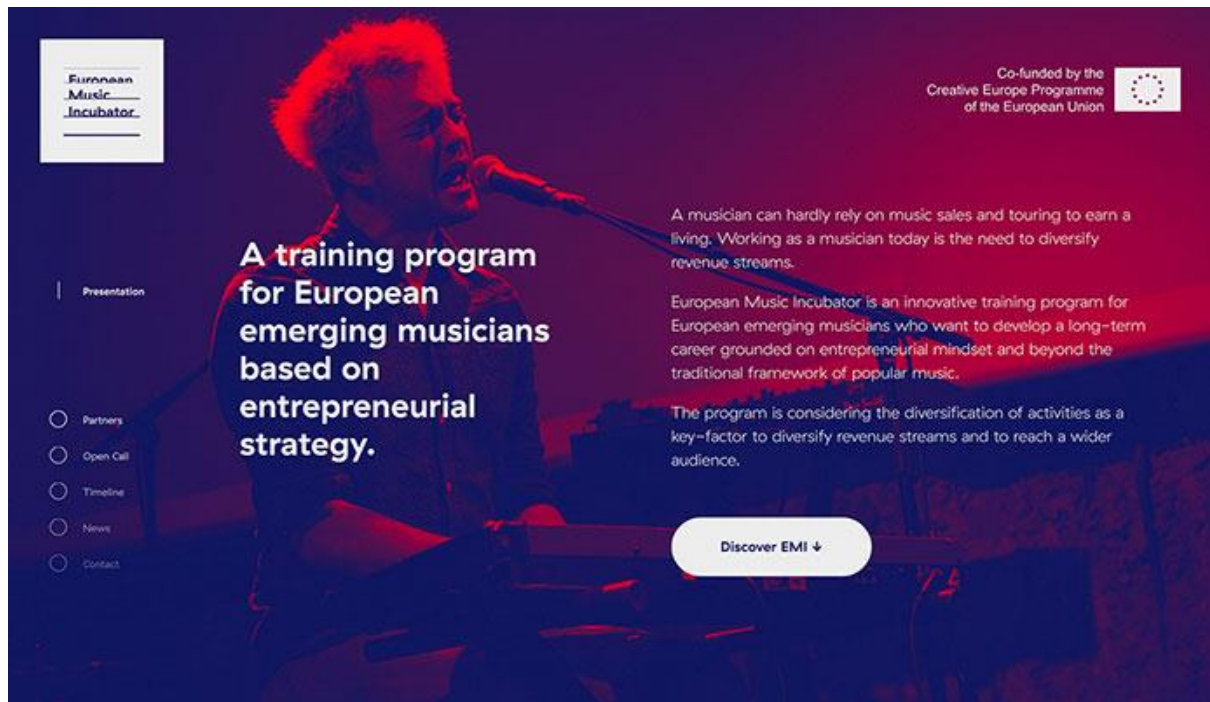 European
Music
Incubator
Co-funded by the
Creative Europe Programme
of the European Union
Presentation
Partners
Open Call
Timeline
News
Contact
A training program
for European
emerging musicians
based on
entrepreneurial
strategy.
A musician can hardly rely on music sales and touring to earn a
living. Working as a musician today is the need to diversify
revenue streams.
European Music Incubator is an innovative training program for
European emerging musicians who want to develop a long-term
career grounded on entrepreneurial mindset and beyond the
traditional framework of popular music.
The program is considering the diversification of activities as a
key-factor to diversify revenue streams and to reach a wider
audience.
Discover EMI ↓